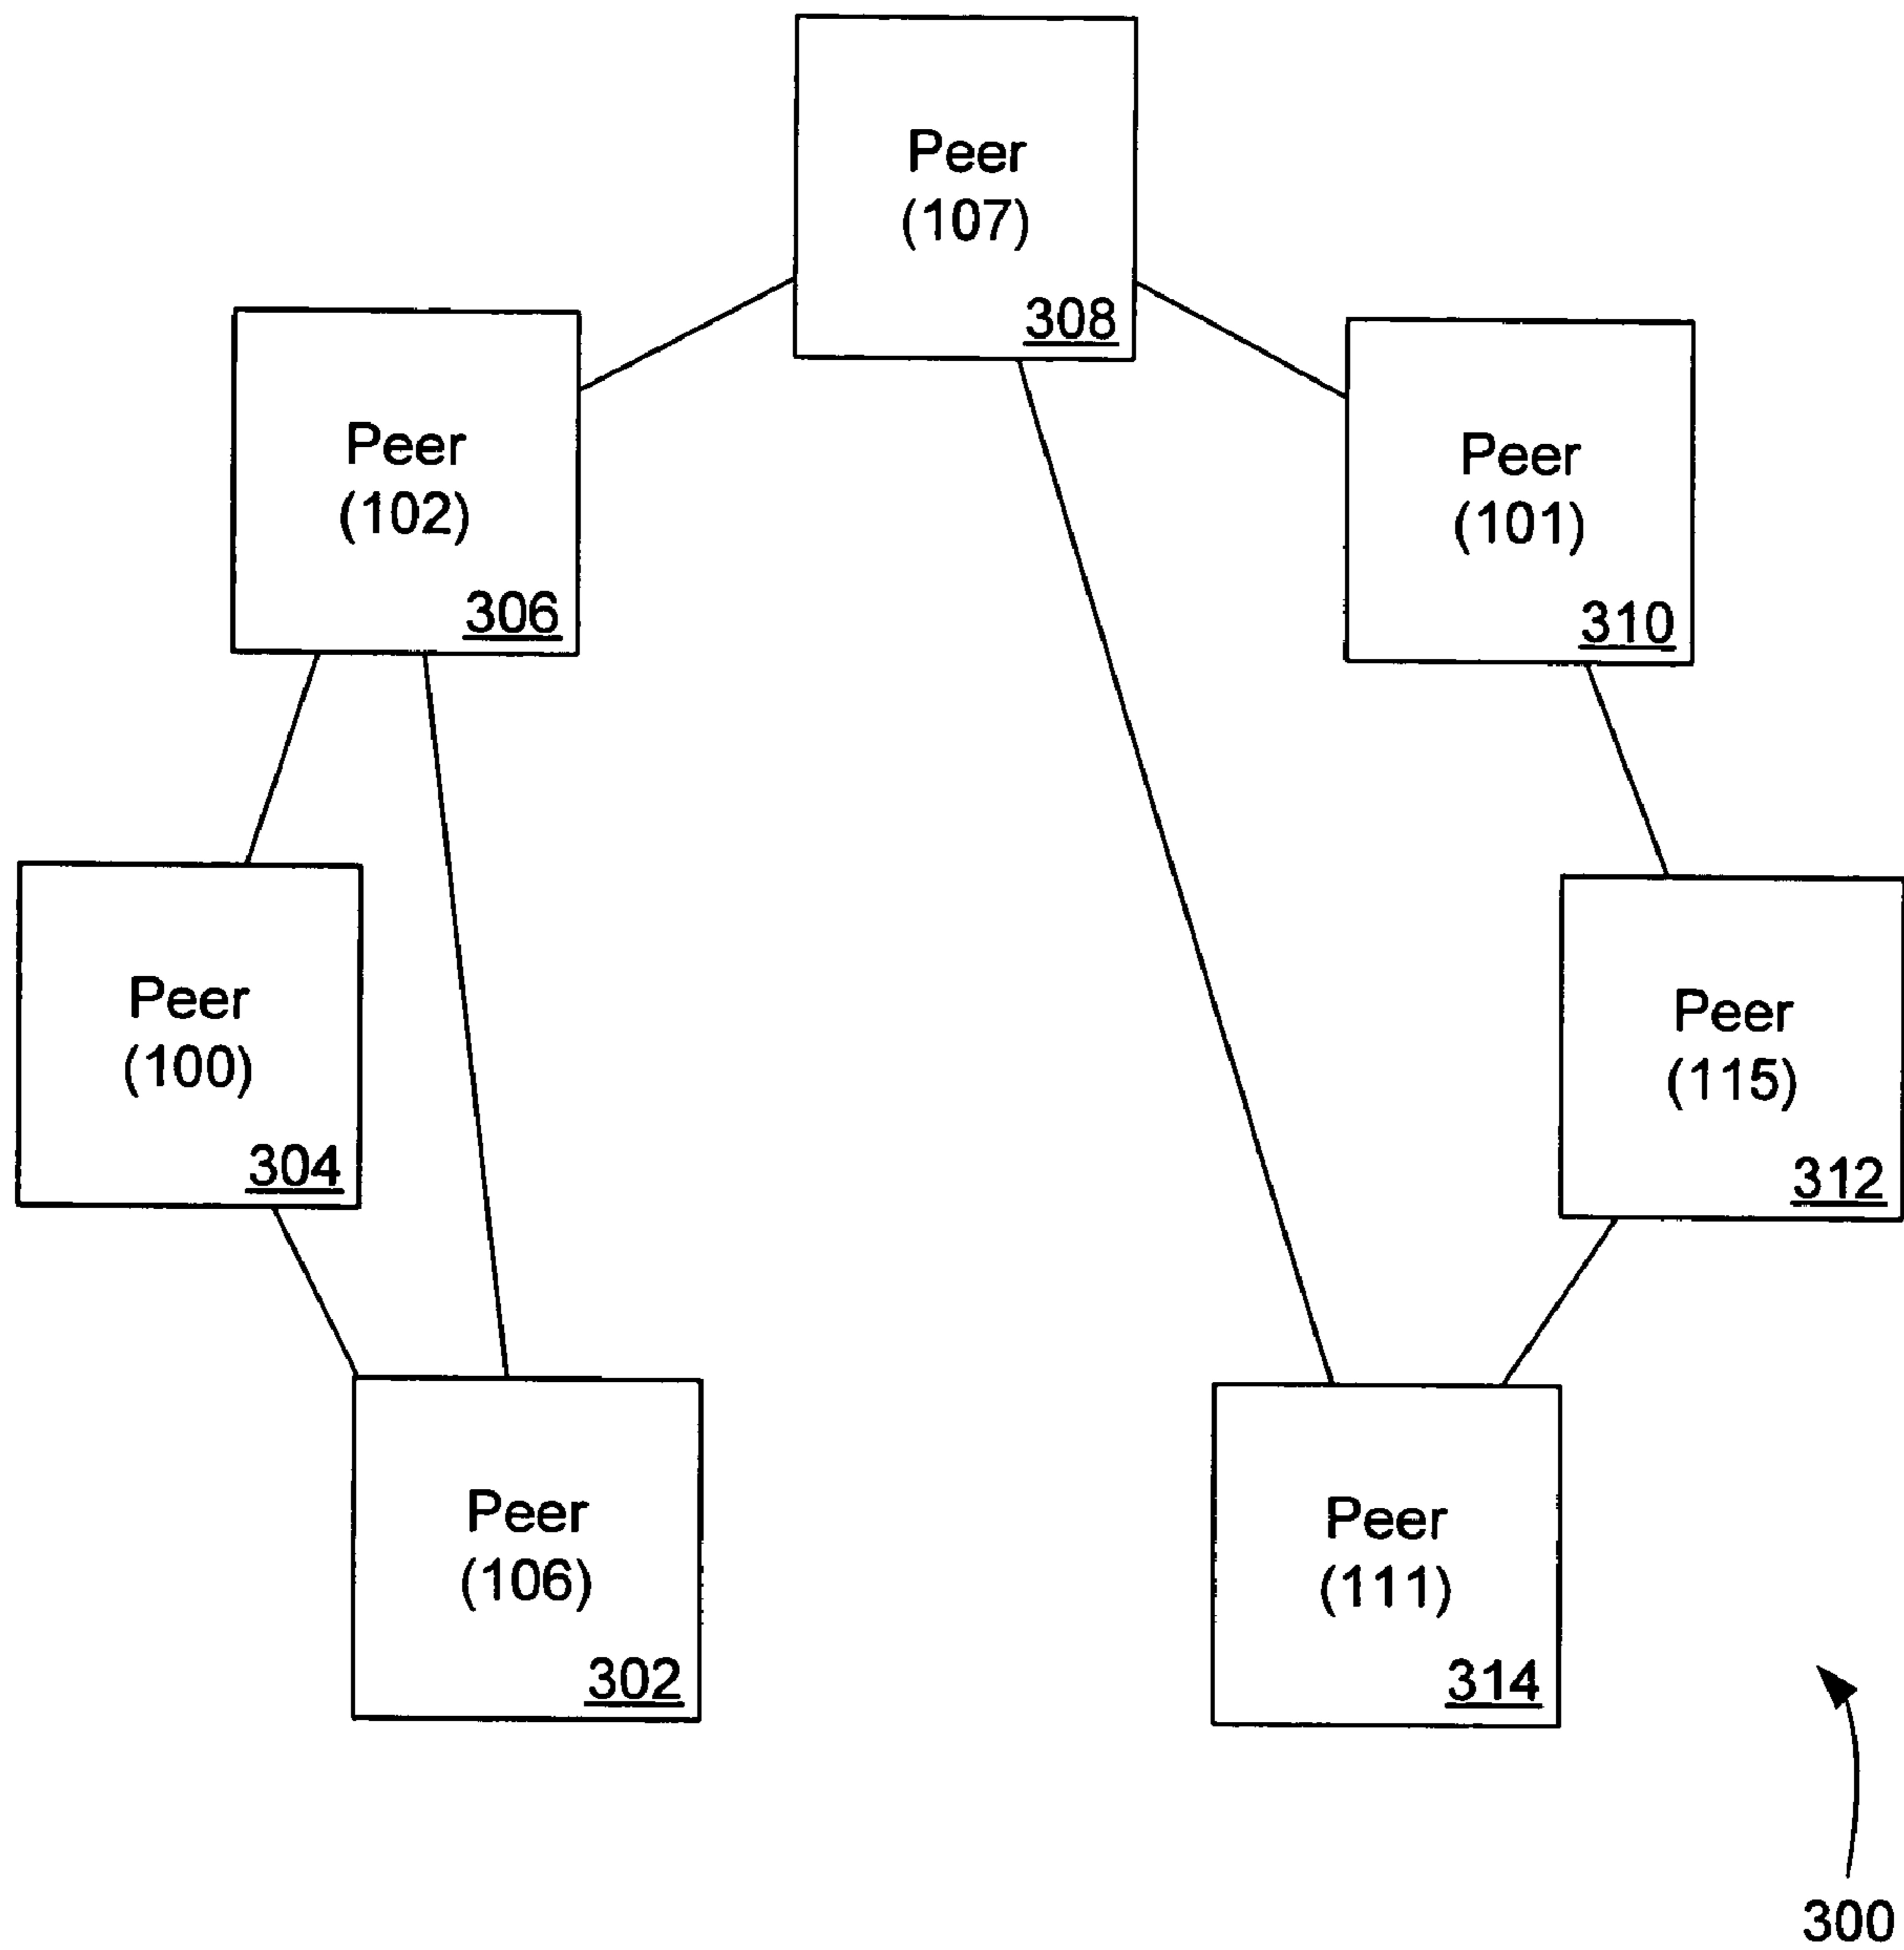 Peer
(107)
308
Peer
(102)
306
Peer
(101)
310
Peer
(100)
304
Peer
(115)
312
Peer
(106)
302
Peer
(111)
314
300